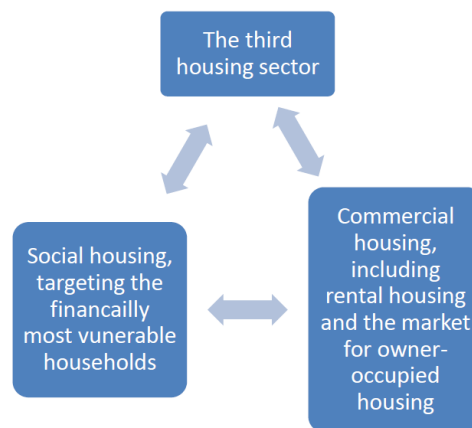 The third
housing sector
Social housing,
targeting the
financailly
most vunerable
households
Commercial
housing,
including
rental housing
and the market
for owner-
occupied
housing